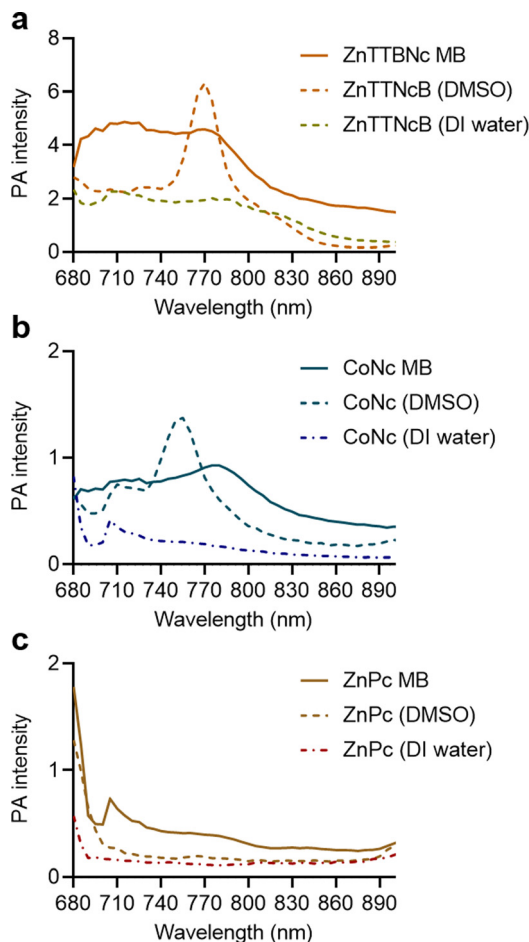 a
8
6
4
2
0
PA intensity
ZnTTBNc MB
ZnTTNcB (DMSO)
ZnTTNcB (DI water)
680 710 740 770 800 830 860 890
Wavelength (nm)
b
2
1
0
PA intensity
CoNc MB
CoNc (DMSO)
CoNc (DI water)
680 710 740 770 800 830 860 890
Wavelength (nm)
c
2
1
0
PA intensity
ZnPc MB
ZnPc (DMSO)
ZnPc (DI water)
680 710 740 770 800 830 860 890
Wavelength (nm)